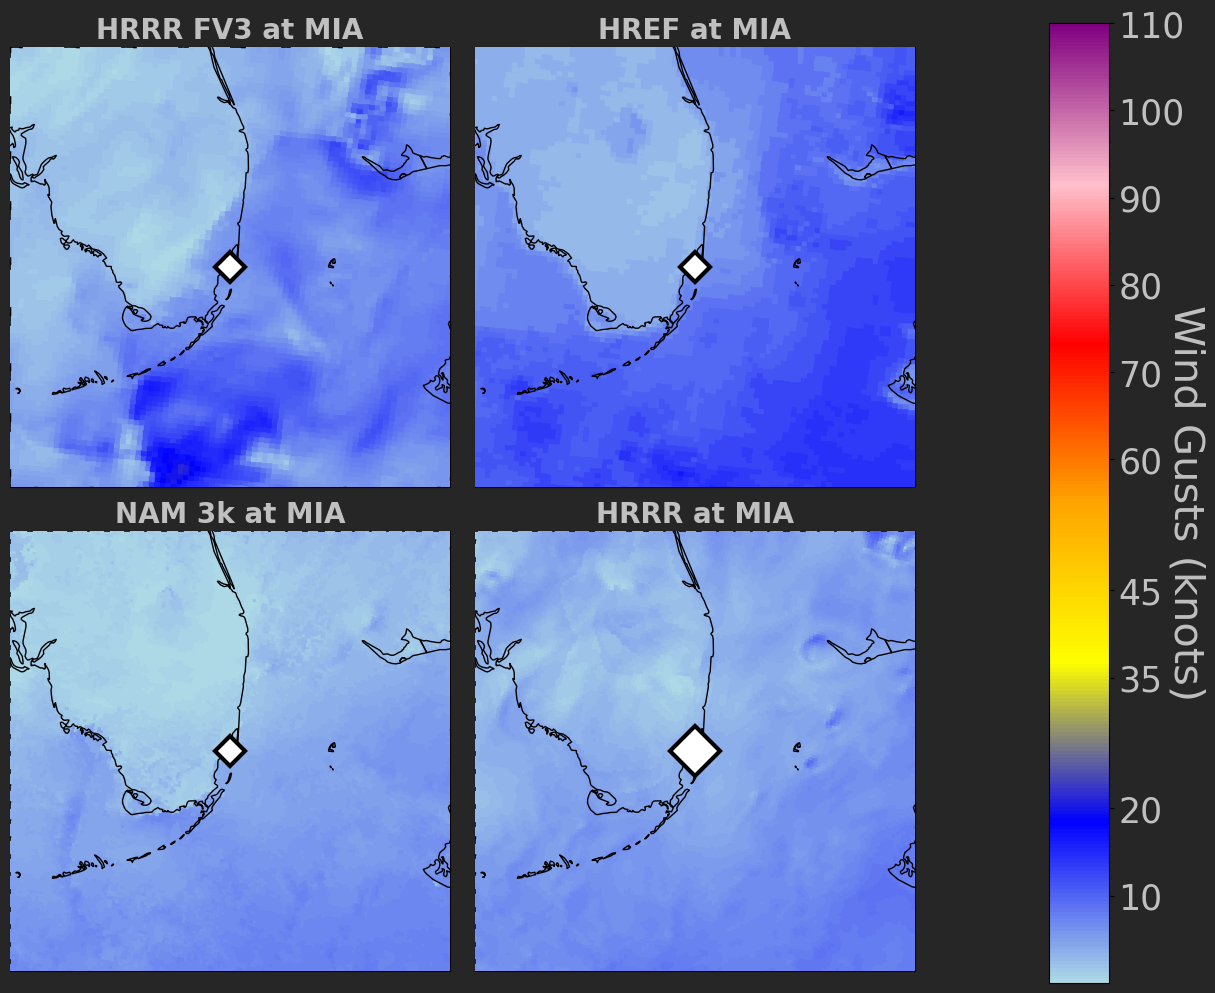 HRRR FV3 at MIA
HREF at MIA
NAM 3k at MIA
HRRR at MIA
110
100
90
80
70
60
45
35
20
10
Wind Gusts (knots)